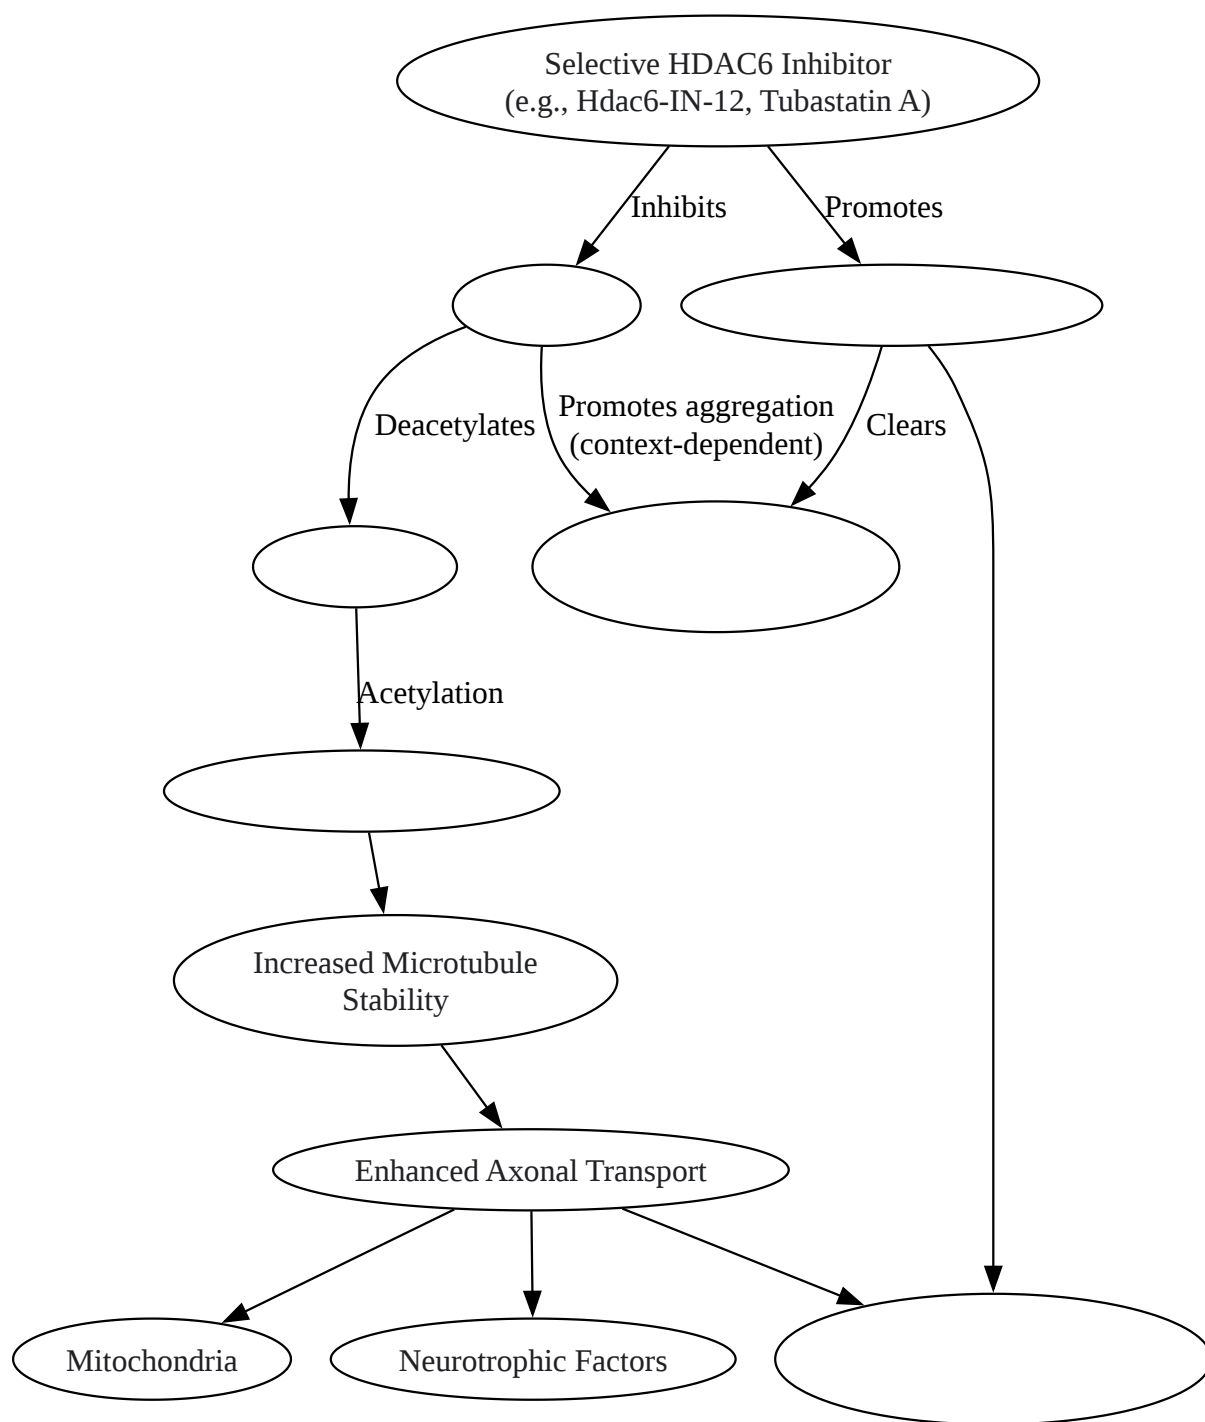 Selective HDAC6 Inhibitor
(e.g., Hdac6-IN-12, Tubastatin A)
Inhibits
Promotes
Deacetylates
Promotes aggregation
(context-dependent)
Clears
Acetylation
Increased Microtubule
Stability
Enhanced Axonal Transport
Mitochondria
Neurotrophic Factors